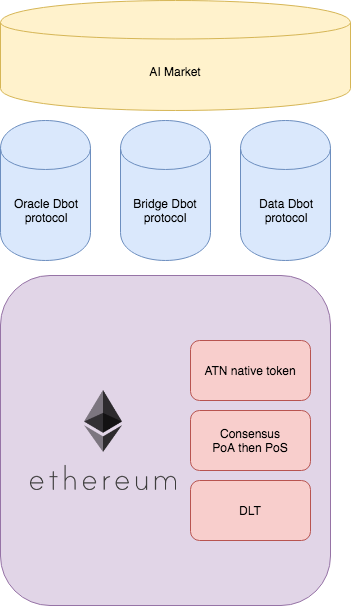 AI Market
Oracle Dbot
protocol
Bridge Dbot
protocol
Data Dbot
protocol
ATN native token
Consensus
PoA then PoS
DLT
ethereum